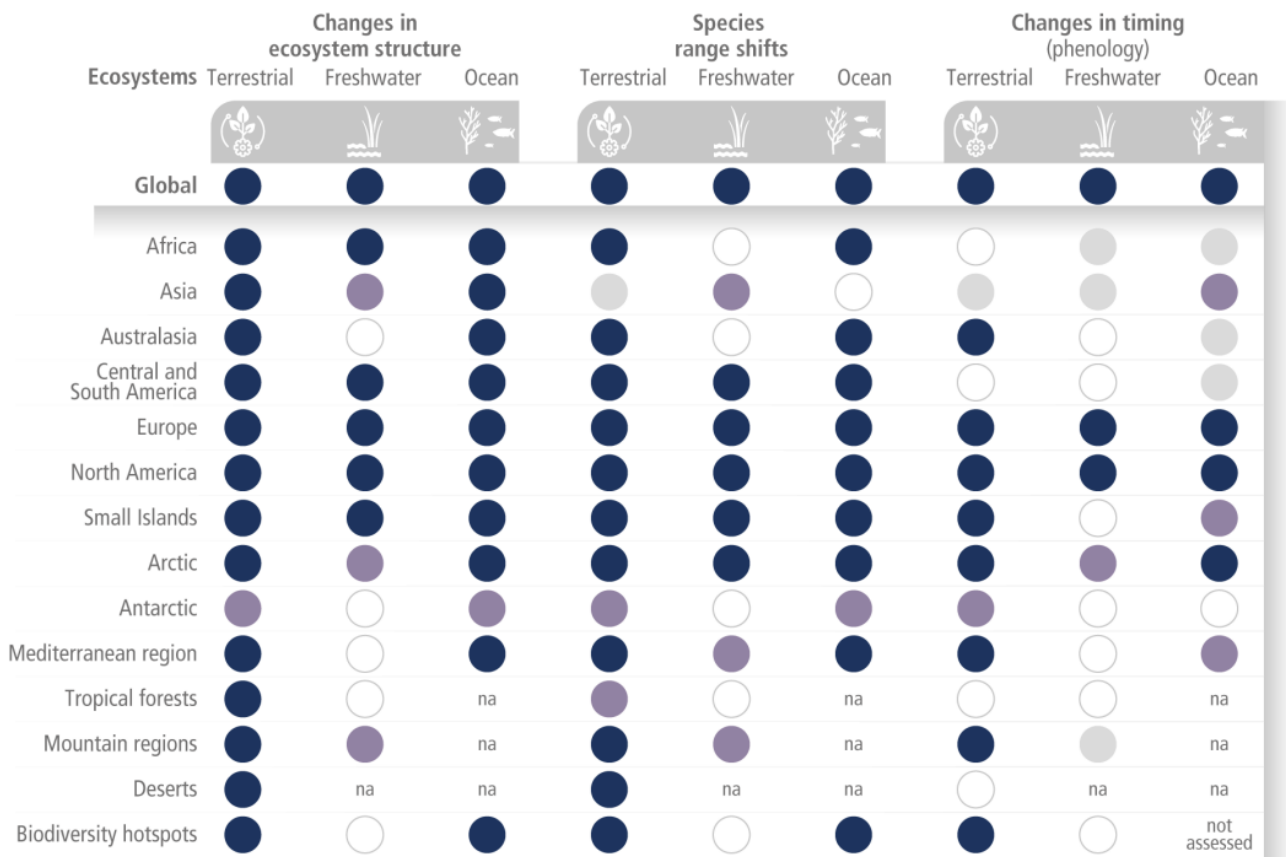 Changes in
ecosystem structure
Species
range shifts
Changes in timing
(phenology)
Ecosystems Terrestrial Freshwater Ocean Terrestrial Freshwater Ocean Terrestrial Freshwater Ocean
Global
Africa
Asia
Australasia
Central and
South America
Europe
North America
Small Islands
Arctic
Antarctic
Mediterranean region
Tropical forests na na na
Mountain regions na na na
Deserts na na na na na na
Biodiversity hotspots not
assessed